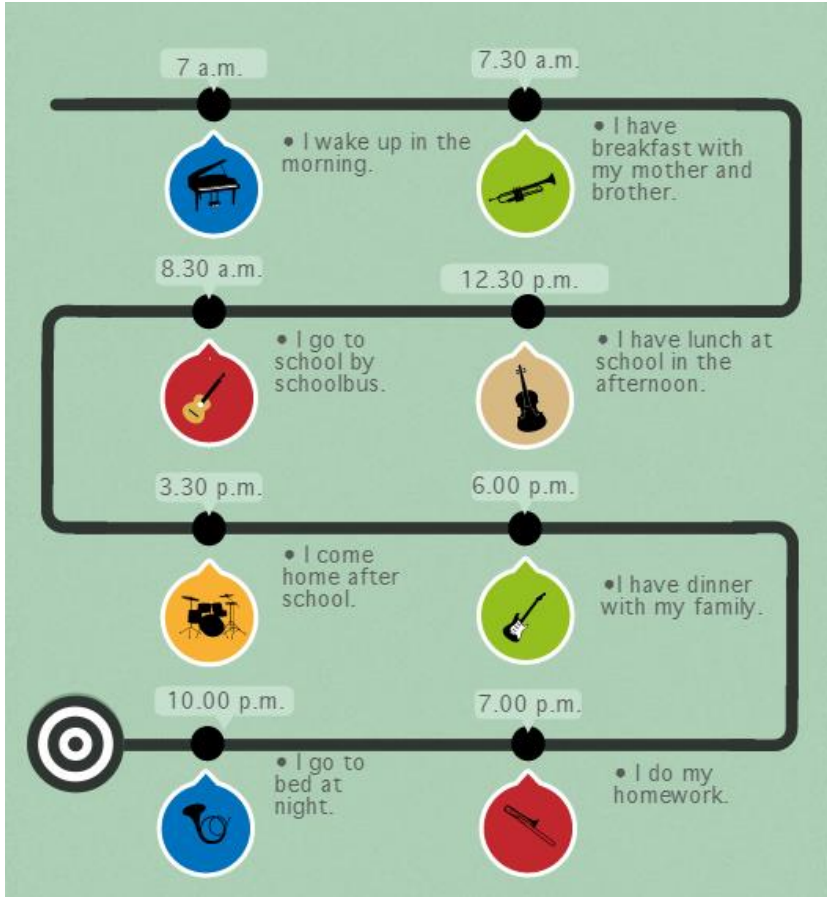 7 a.m.
• I wake up in the
morning.
7.30 a.m.
• I have
breakfast with
my mother and
brother.
8.30 a.m.
• I go to
school by
schoolbus.
12.30 p.m.
• I have lunch at
school in the
afternoon.
3.30 p.m.
• I come
home after
school.
6.00 p.m.
•I have dinner
with my family.
10.00 p.m.
• I go to
bed at
night.
7.00 p.m.
• I do my
homework.